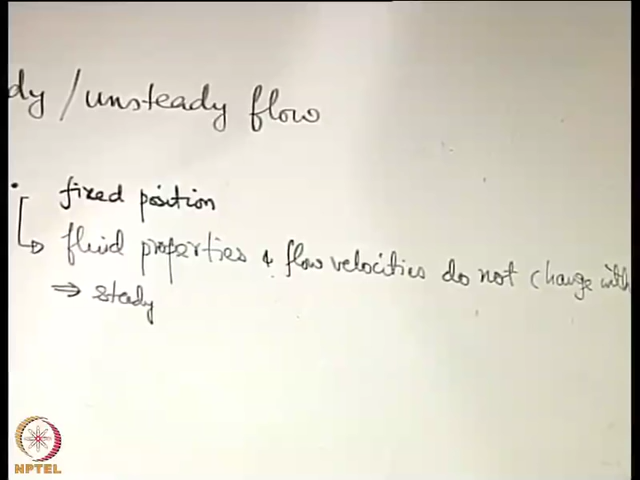 dy / unsteady flow
fixed position
fluid properties & flow velocities do not change with
⇒ steady
NPTEL